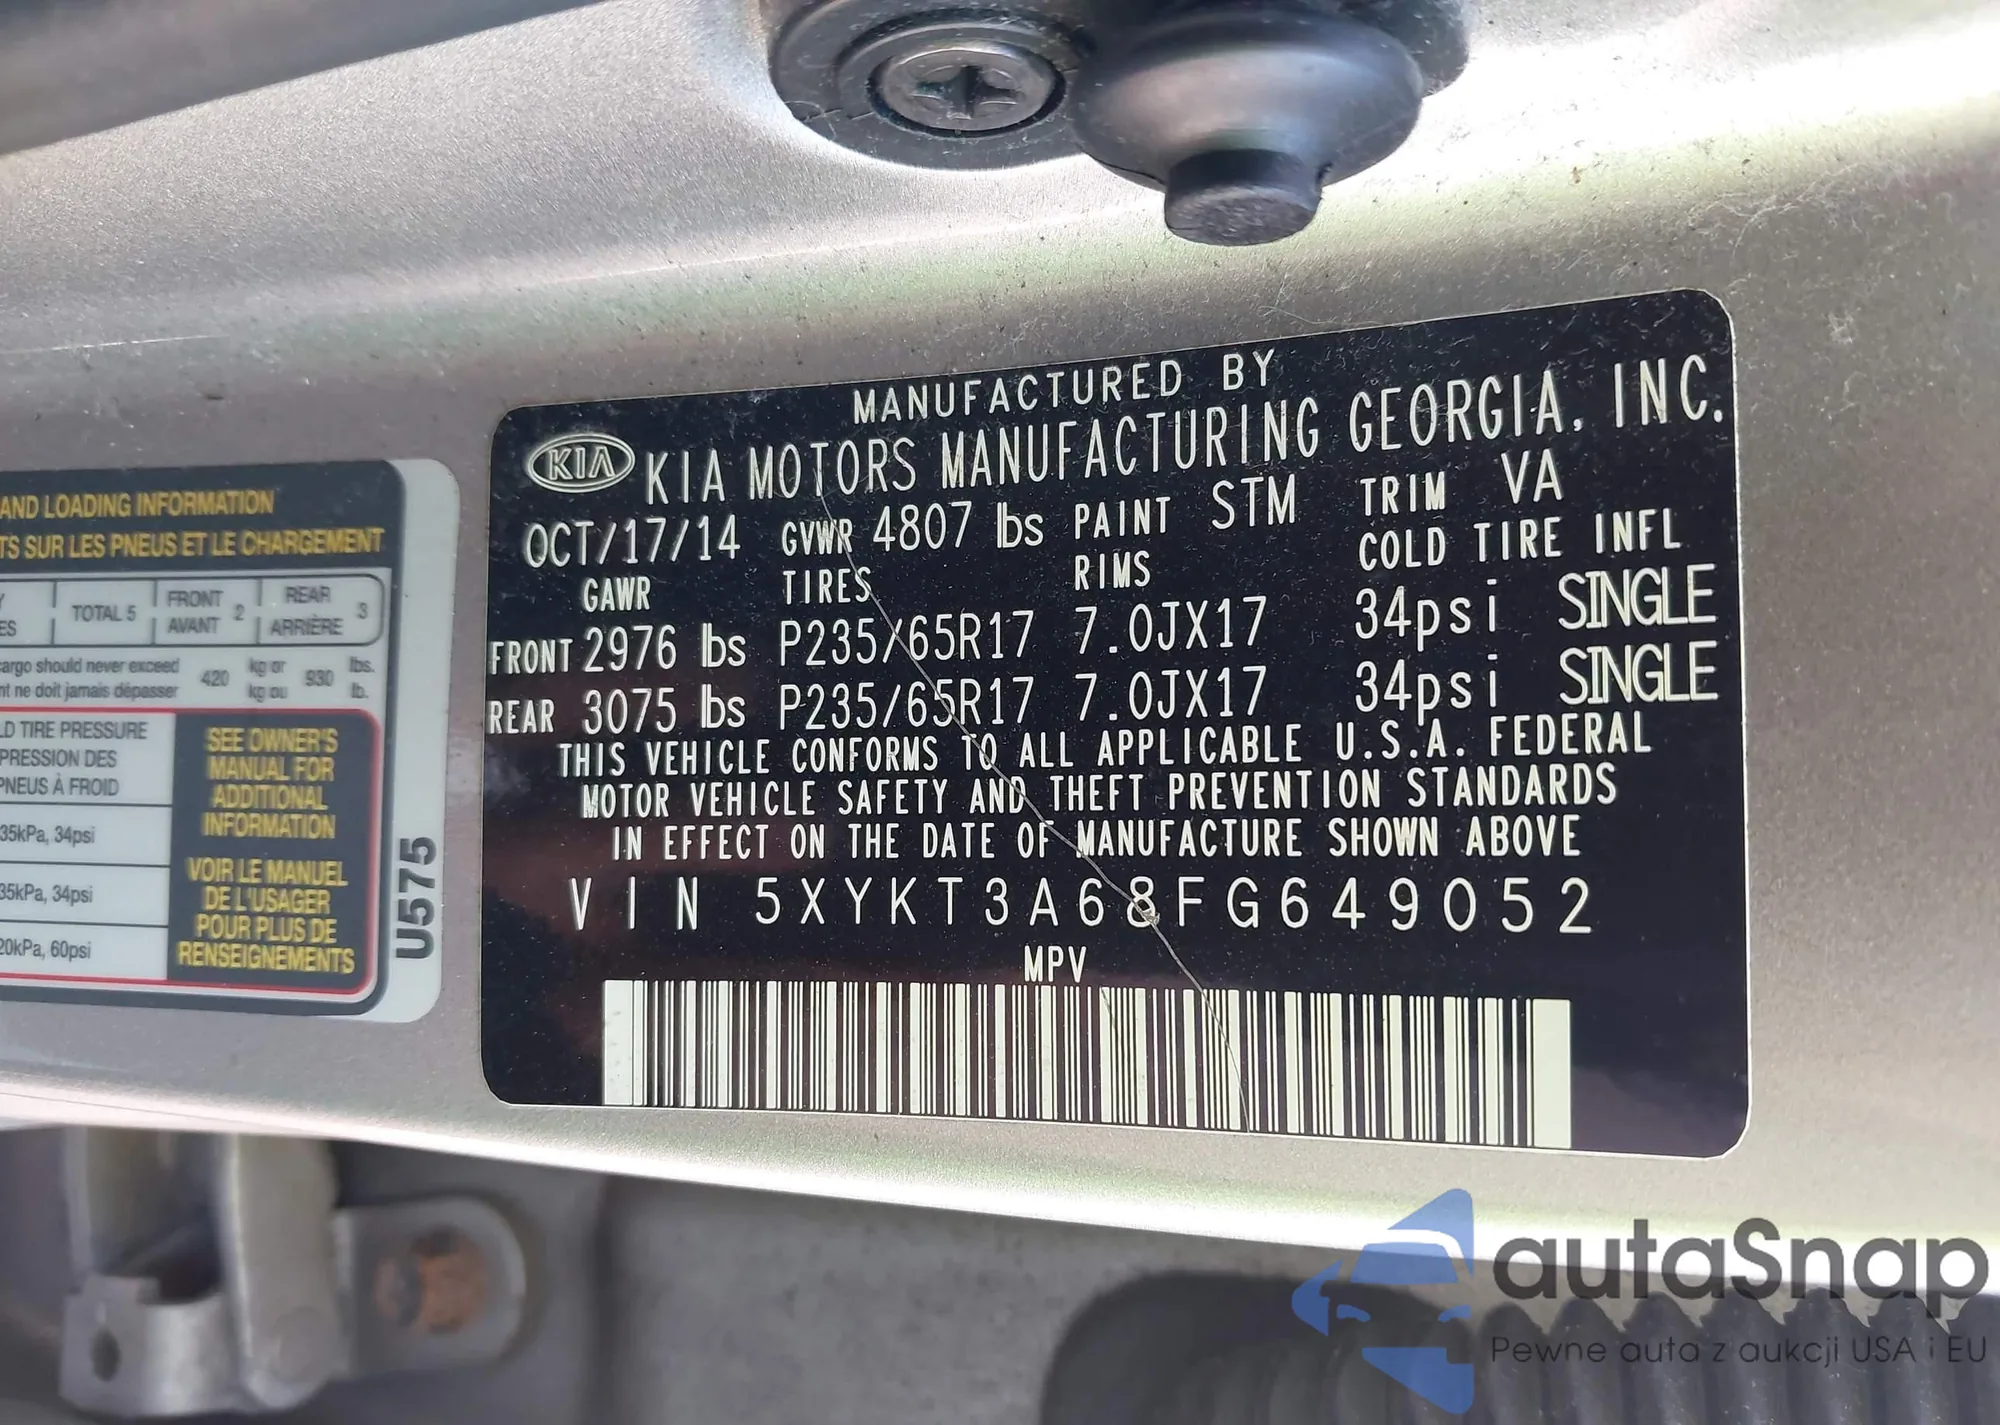 AND LOADING INFORMATION
TS SUR LES PNEUS ET LE CHARGEMENT
TOTAL 5 FRONT AVANT 2 REAR ARRIÈRE 3
cargo should never exceed 420 kg or 930 lbs.
nt ne doit jamais dépasser kg ou lb.
LD TIRE PRESSURE
PRESSION DES
PNEUS À FROID
35kPa, 34psi
35kPa, 34psi
20kPa, 60psi
SEE OWNER'S
MANUAL FOR
ADDITIONAL
INFORMATION
VOIR LE MANUEL
DE L'USAGER
POUR PLUS DE
RENSEIGNEMENTS
U575
MANUFACTURED BY
KIA KIA MOTORS MANUFACTURING GEORGIA, INC.
OCT/17/14 GVWR 4807 lbs PAINT STM TRIM VA
GAWR TIRES RIMS COLD TIRE INFL
FRONT 2976 lbs P235/65R17 7.0JX17 34psi SINGLE
REAR 3075 lbs P235/65R17 7.0JX17 34psi SINGLE
THIS VEHICLE CONFORMS TO ALL APPLICABLE U.S.A. FEDERAL
MOTOR VEHICLE SAFETY AND THEFT PREVENTION STANDARDS
IN EFFECT ON THE DATE OF MANUFACTURE SHOWN ABOVE
VIN 5XYKT3A68FG649052
MPV
autaSnap
Pewne auta z aukcji USA i EU